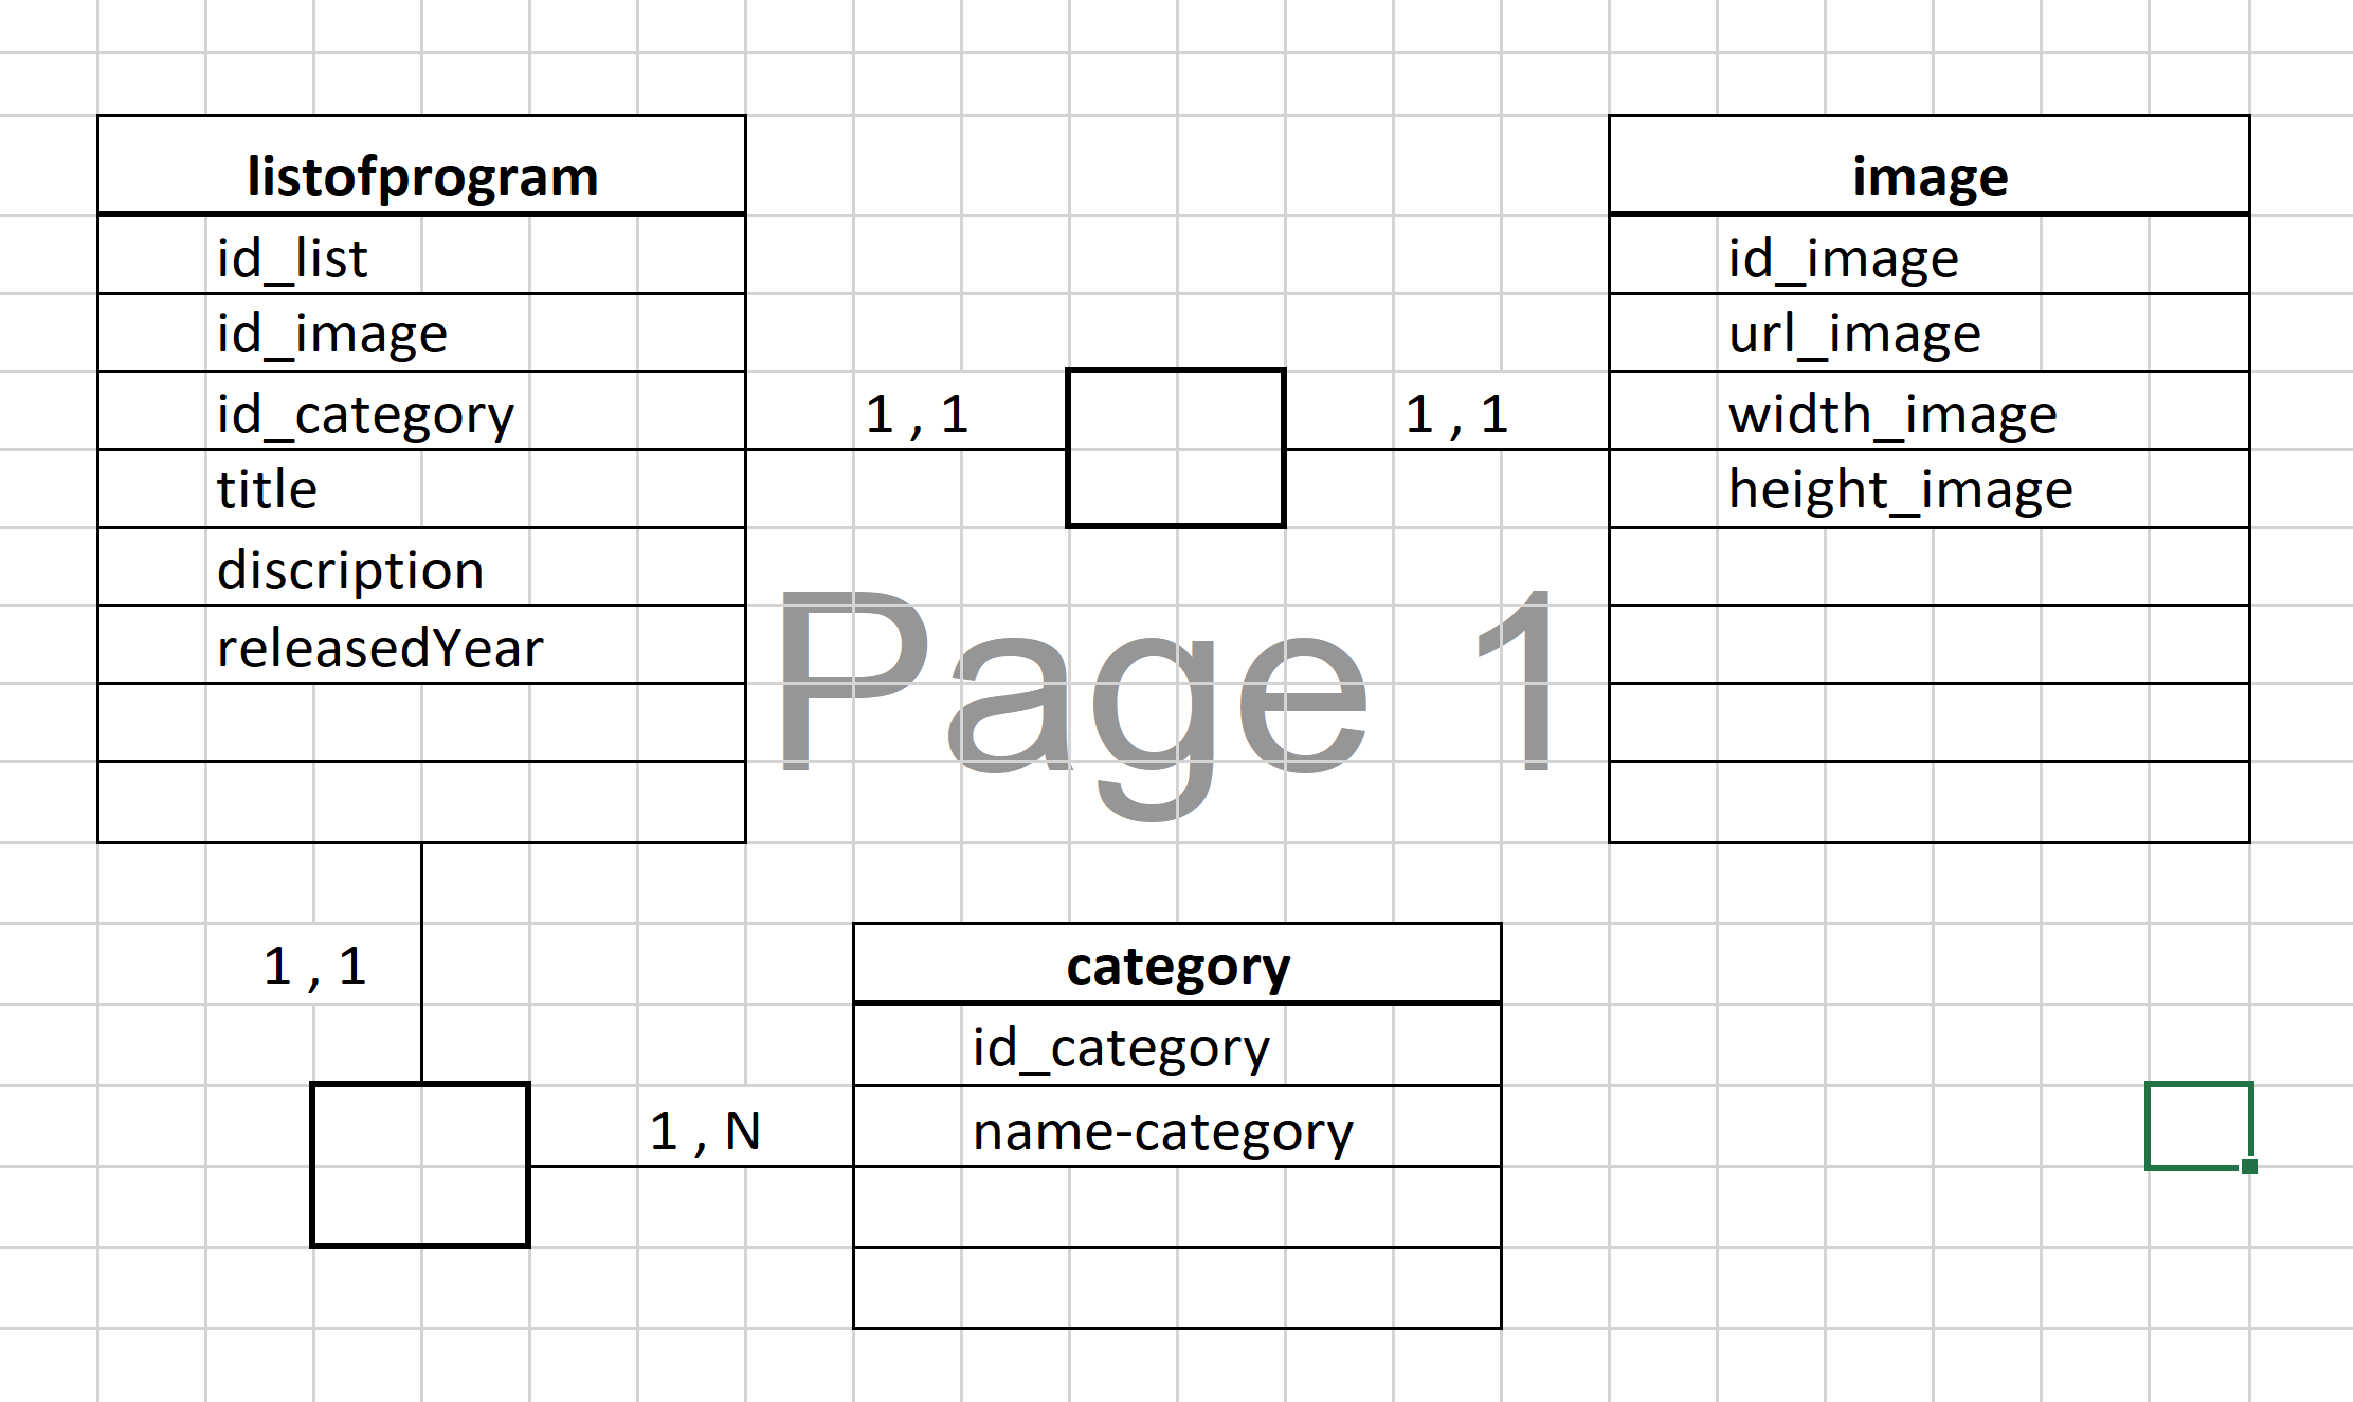 listofprogram
id_list
id_image
id_category
title
discription
releasedYear
1 , 1
1 , 1
image
id_image
url_image
width_image
height_image
Page 1
1 , 1
1 , N
category
id_category
name-category